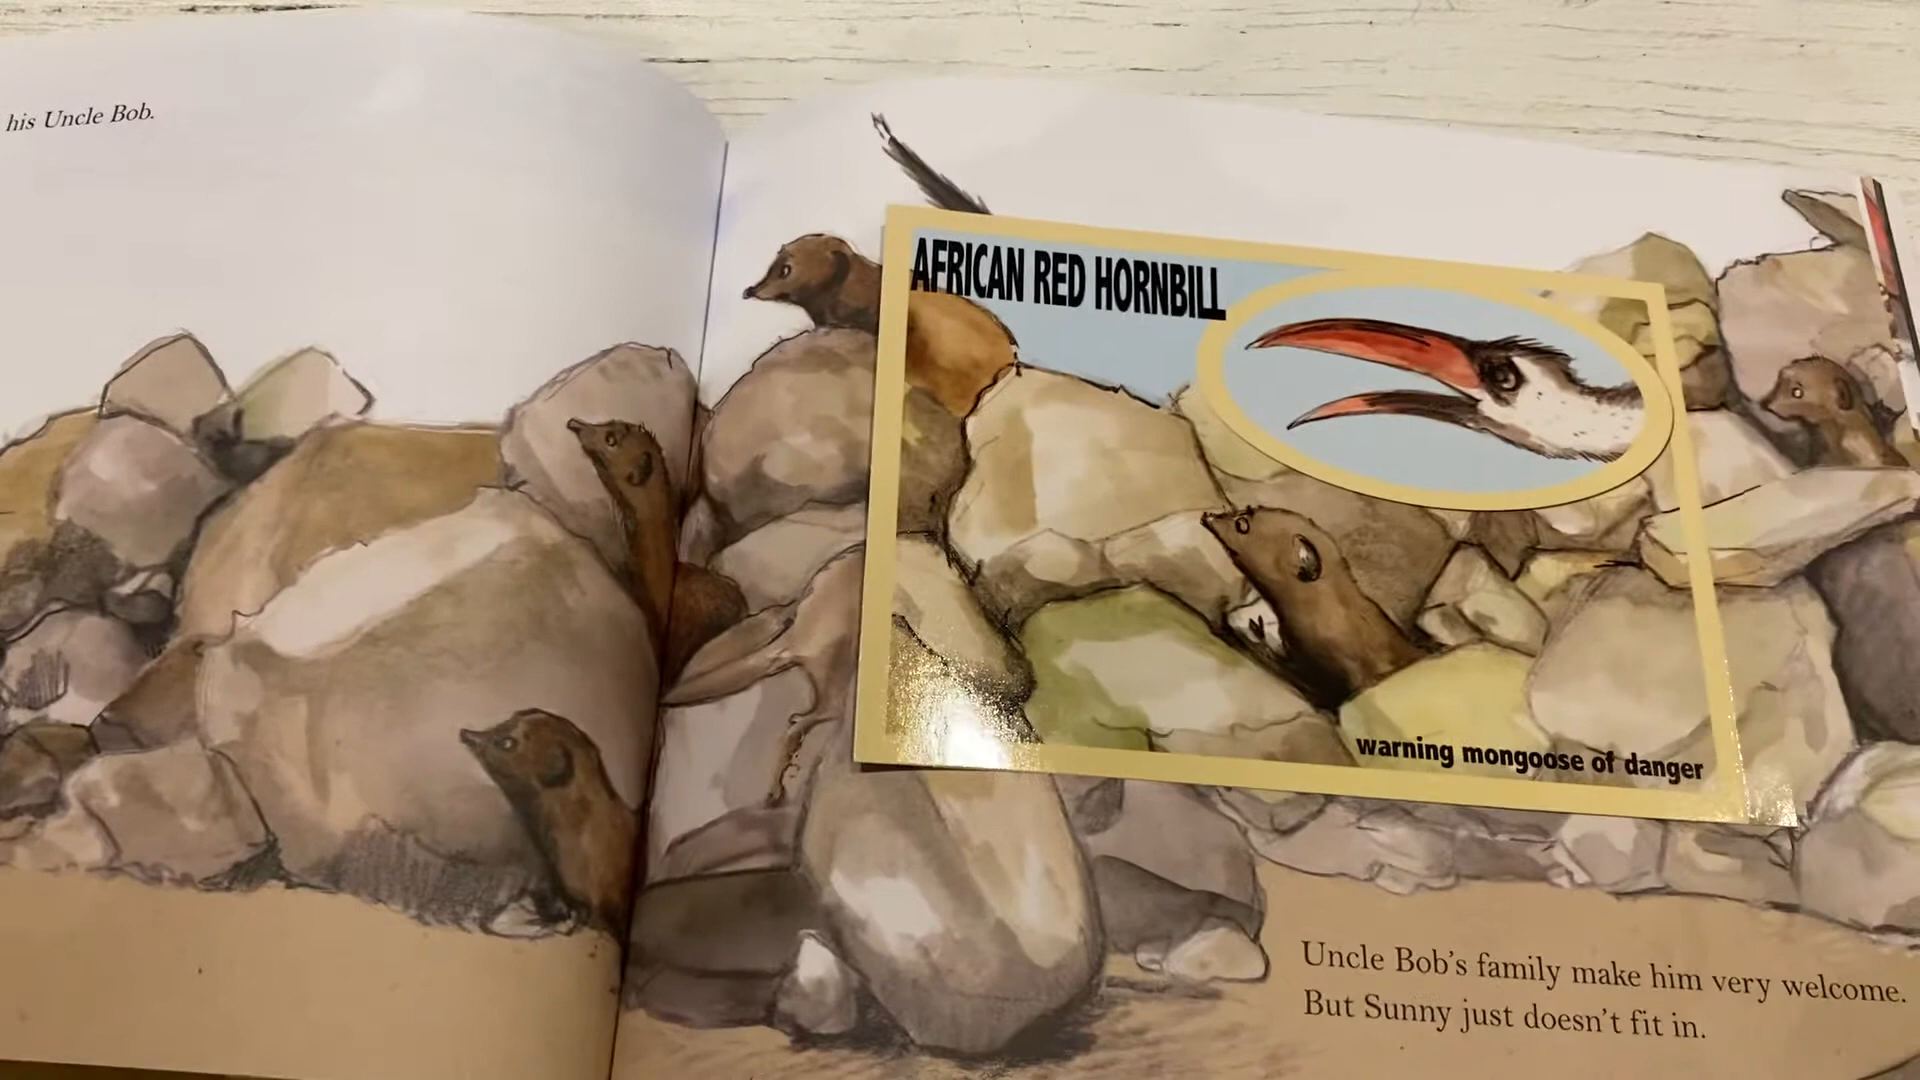 his Uncle Bob.
AFRICAN RED HORNBILL
warning mongoose of danger
Uncle Bob's family make him very welcome.
But Sunny just doesn't fit in.